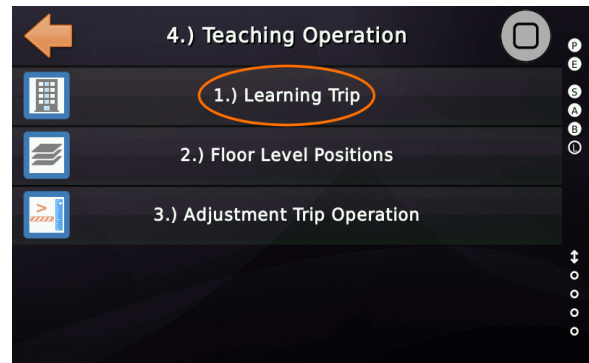 4.) Teaching Operation
1.) Learning Trip
2.) Floor Level Positions
3.) Adjustment Trip Operation
P
E
S
A
B
L